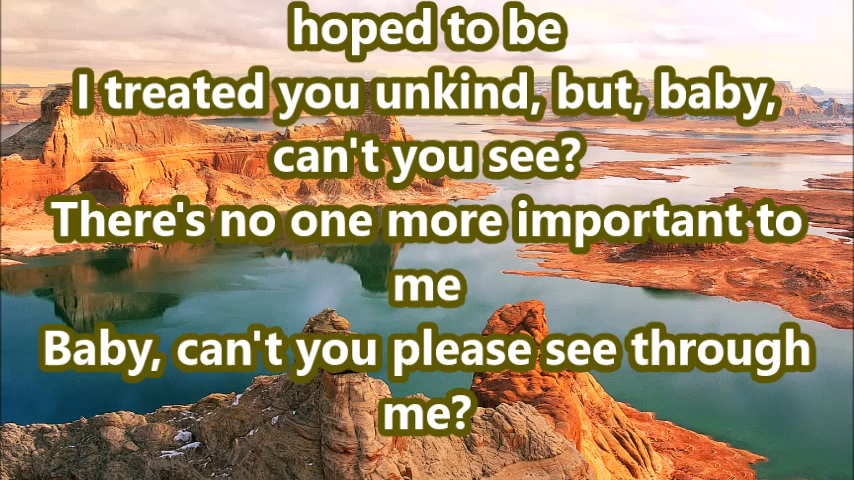 hoped to be
I treated you unkind, but, baby,
can't you see?
There's no one more important to
me
Baby, can't you please see through
me?